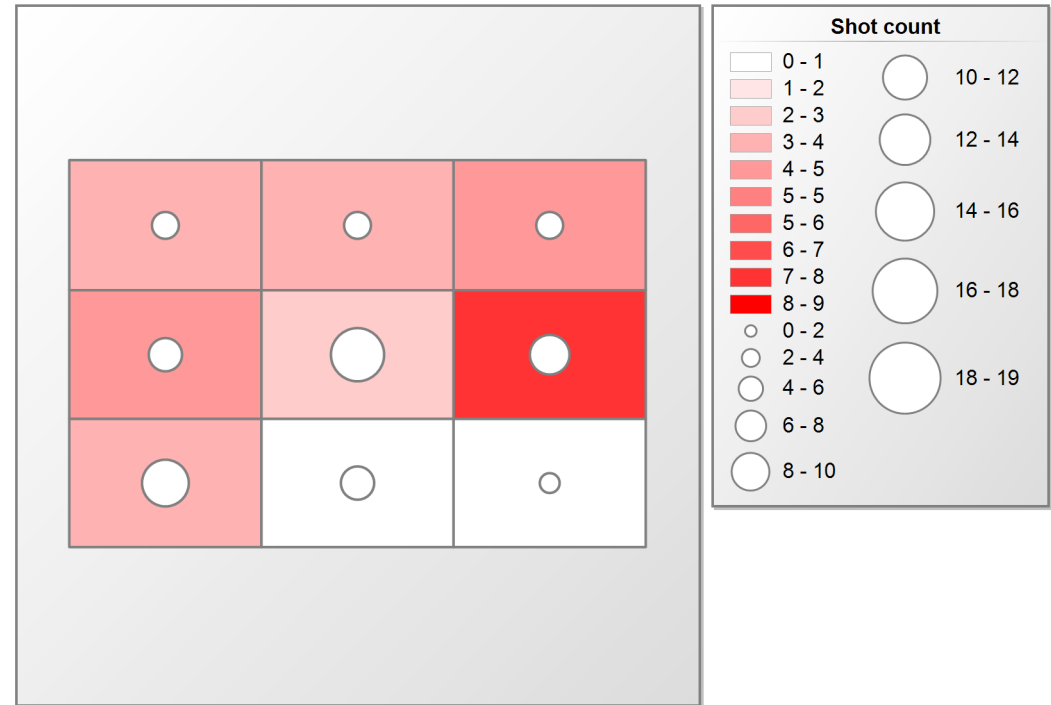 Shot count
0 - 1
1 - 2
2 - 3
3 - 4
4 - 5
5 - 5
5 - 6
6 - 7
7 - 8
8 - 9
0 - 2
2 - 4
4 - 6
6 - 8
8 - 10
10 - 12
12 - 14
14 - 16
16 - 18
18 - 19